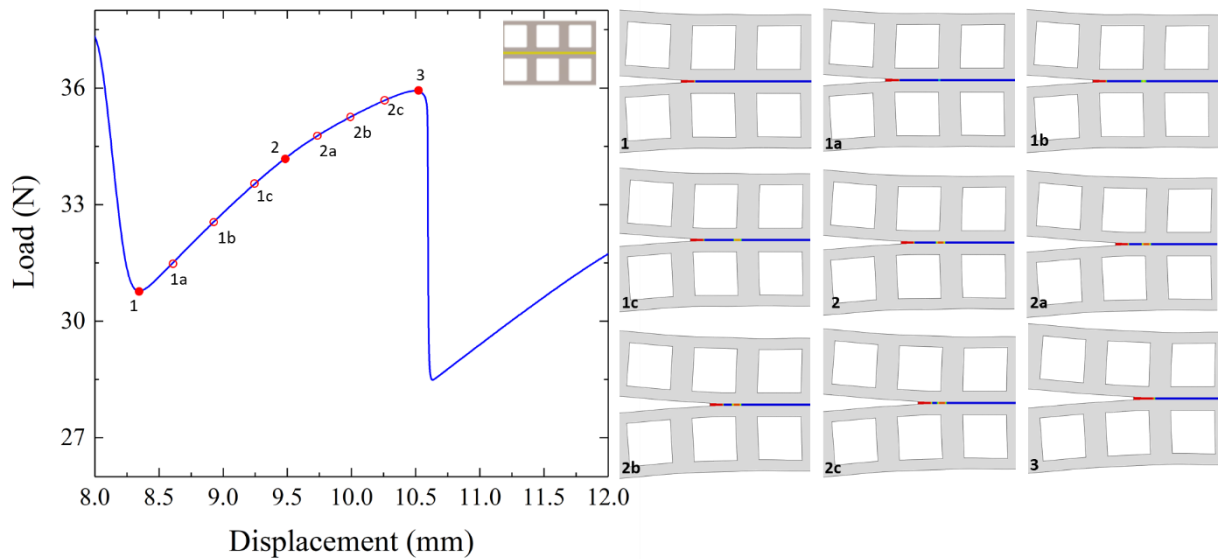 36
33
30
27
Load (N)
1
1a
1b
1c
2
2a
2b
2c
3
8.0 8.5 9.0 9.5 10.0 10.5 11.0 11.5 12.0
Displacement (mm)
1 1a 1b
1c 2 2a
2b 2c 3